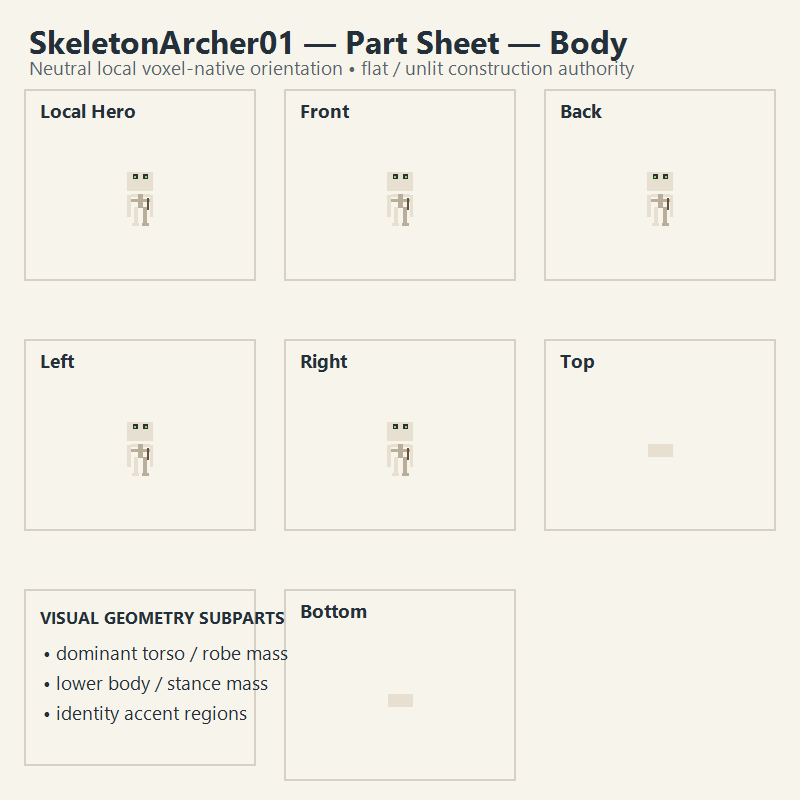 SkeletonArcher01 — Part Sheet — Body
Neutral local voxel-native orientation • flat / unlit construction authority
Local Hero
Front
Back
Left
Right
Top
VISUAL GEOMETRY SUBPARTS
• dominant torso / robe mass
• lower body / stance mass
• identity accent regions
Bottom